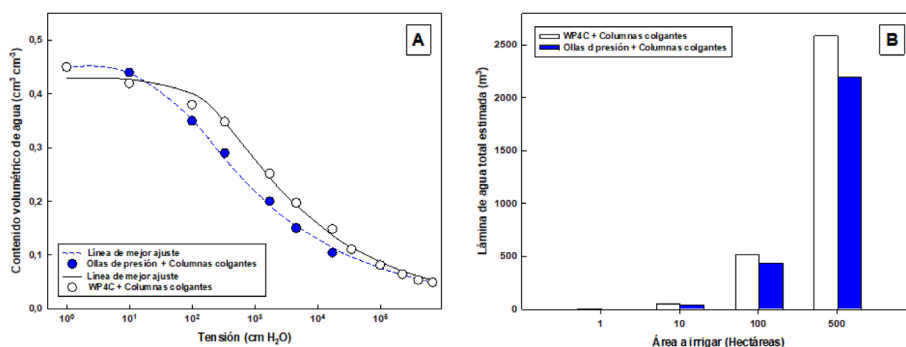 A
Contenido volumétrico de agua (cm³ cm⁻³)
0,5
0,4
0,3
0,2
0,1
0,0
Línea de mejor ajuste
Ollas de presión + Columnas colgantes
Línea de mejor ajuste
WP4C + Columnas colgantes
10⁰ 10¹ 10² 10³ 10⁴ 10⁵
Tensión (cm H₂O)
B
Lámina de agua total estimada (m³)
2500
2000
1500
1000
500
0
WP4C + Columnas colgantes
Ollas d presión + Columnas colgantes
1 10 100 500
Área a irrigar (Hectáreas)